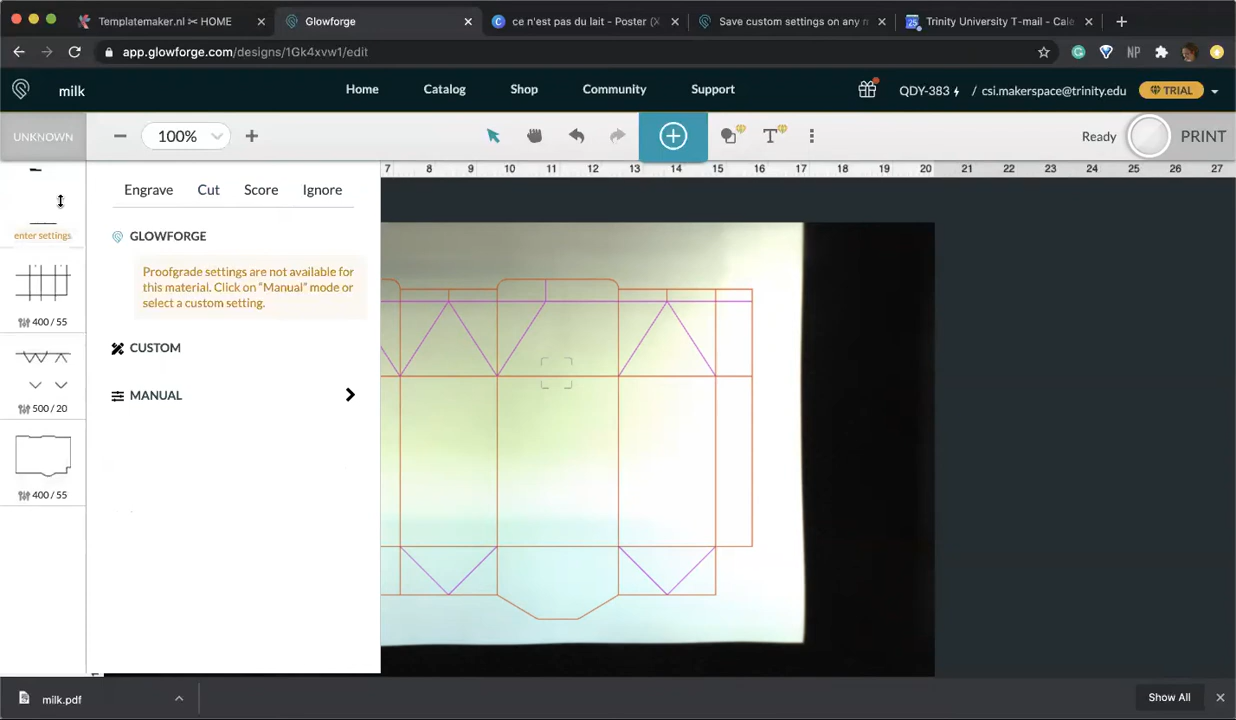 Templatemaker.nl ✂ HOME
Glowforge
ce n'est pas du lait - Poster (
Save custom settings on any
25
Trinity University T-mail - Cale
app.glowforge.com/designs/1Gk4xvw1/edit
NP
milk
Home
Catalog
Shop
Community
Support
QDY-383
/ csi.makerspace@trinity.edu
TRIAL
UNKNOWN
100%
T
Ready
PRINT
7 8 9 10 11 12 13 14 15 16 17 18 19 20 21 22 23 24 25 26 27
Engrave
Cut
Score
Ignore
enter settings
GLOWFORGE
Proofgrade settings are not available for
this material. Click on “Manual” mode or
select a custom setting.
400 / 55
CUSTOM
MANUAL
500 / 20
400 / 55
milk.pdf
Show All